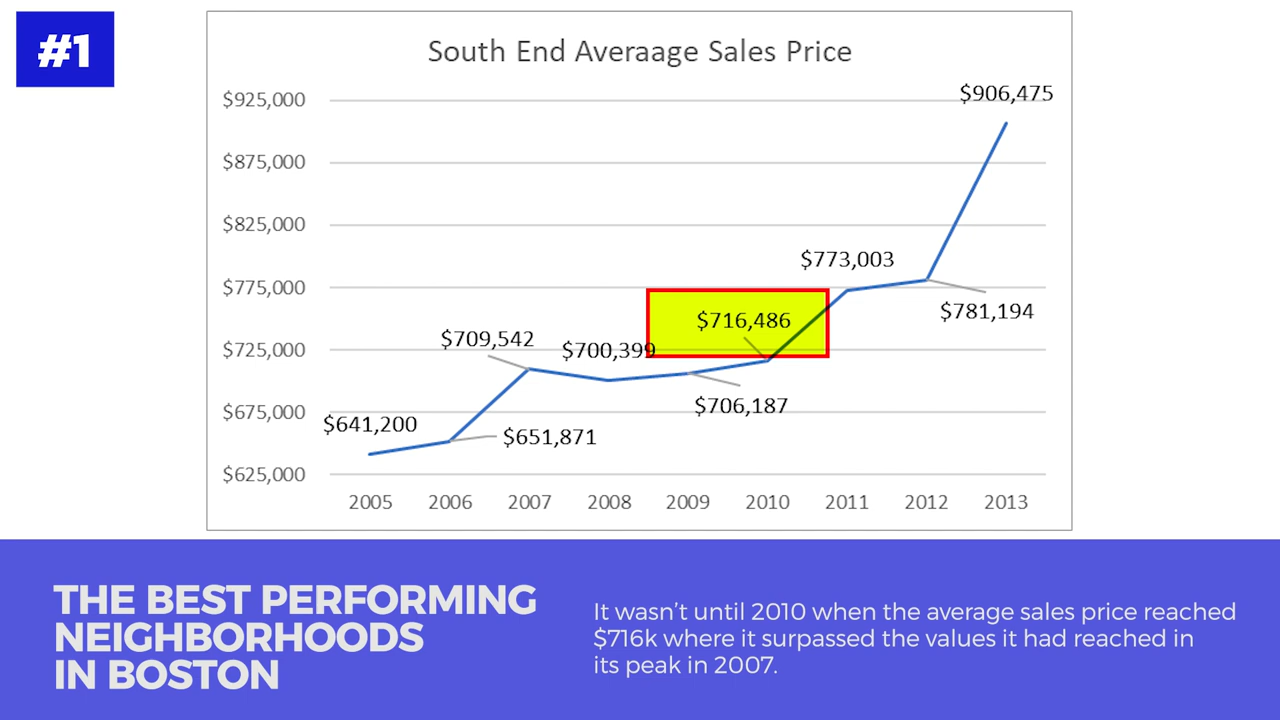 #1
South End Averaage Sales Price
$925,000
$875,000
$825,000
$775,000
$725,000
$675,000
$625,000
$641,200
$651,871
$709,542
$700,399
$706,187
$716,486
$773,003
$781,194
$906,475
2005 2006 2007 2008 2009 2010 2011 2012 2013
THE BEST PERFORMING
NEIGHBORHOODS
IN BOSTON
It wasn’t until 2010 when the average sales price reached
$716k where it surpassed the values it had reached in
its peak in 2007.